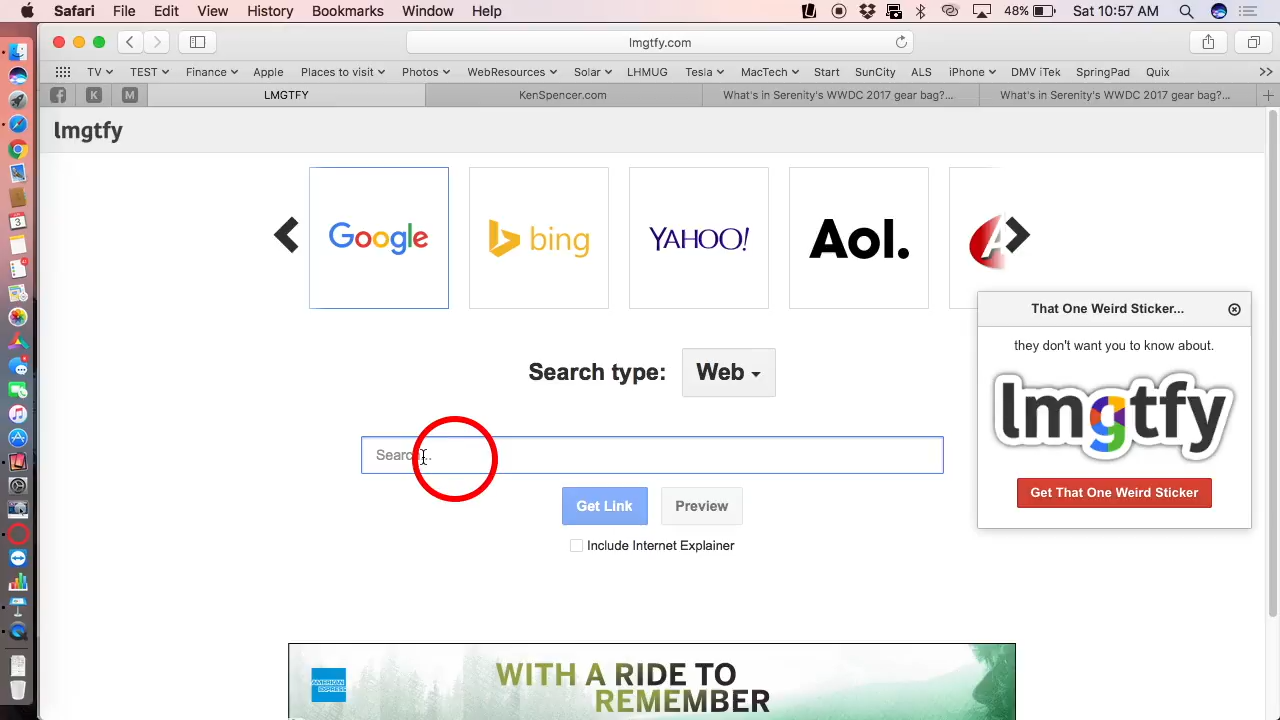 Safari File Edit View History Bookmarks Window Help 48% Sat 10:57 AM
lmgtfy.com
TV TEST Finance Apple Places to visit Photos WebResources Solar LHMUG Tesla MacTech Start SunCity ALS iPhone DMV iTek SpringPad Quix >>
K M LMGTFY KenSpencer.com What's in Serenity's WWDC 2017 gear bag?... What's in Serenity's WWDC 2017 gear bag?...
lmgtfy
Google bing YAHOO! Aol.
That One Weird Sticker...
they don't want you to know about.
lmgtfy
Get That One Weird Sticker
Search type: Web
Search...
Get Link Preview
Include Internet Explainer
AMERICAN EXPRESS
WITH A RIDE TO
REMEMBER